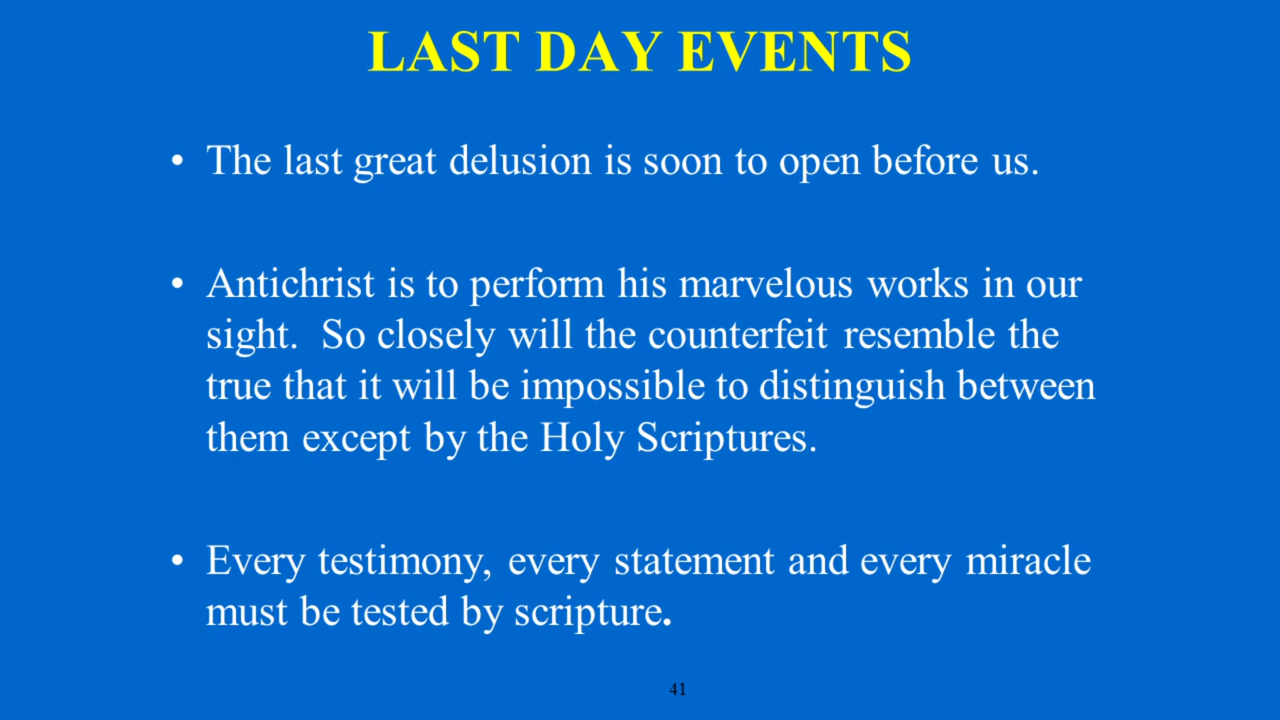 LAST DAY EVENTS
• The last great delusion is soon to open before us.
• Antichrist is to perform his marvelous works in our
sight.  So closely will the counterfeit resemble the
true that it will be impossible to distinguish between
them except by the Holy Scriptures.
• Every testimony, every statement and every miracle
must be tested by scripture.
41